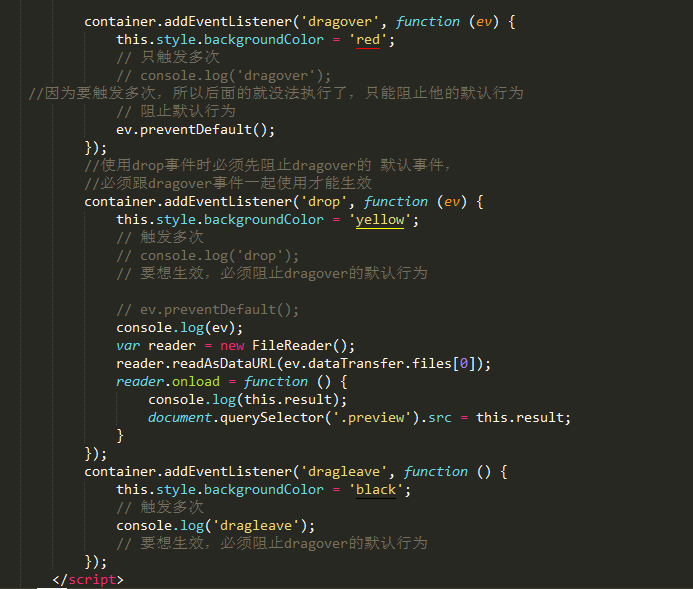 container.addEventListener('dragover', function (ev) {
this.style.backgroundColor = 'red';
// 只触发多次
// console.log('dragover');
//因为要触发多次，所以后面的就没法执行了，只能阻止他的默认行为
// 阻止默认行为
ev.preventDefault();
});
//使用drop事件时必须先阻止dragover的 默认事件，
//必须跟dragover事件一起使用才能生效
container.addEventListener('drop', function (ev) {
this.style.backgroundColor = 'yellow';
// 触发多次
// console.log('drop');
// 要想生效，必须阻止dragover的默认行为
// ev.preventDefault();
console.log(ev);
var reader = new FileReader();
reader.readAsDataURL(ev.dataTransfer.files[0]);
reader.onload = function () {
console.log(this.result);
document.querySelector('.preview').src = this.result;
}
});
container.addEventListener('dragleave', function () {
this.style.backgroundColor = 'black';
// 触发多次
console.log('dragleave');
// 要想生效，必须阻止dragover的默认行为
});
</script>